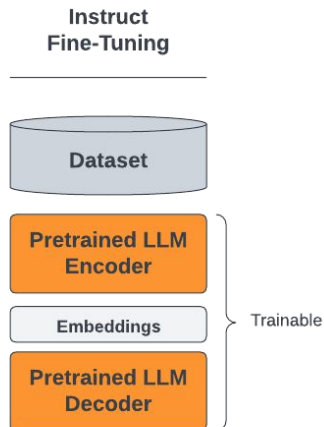 Instruct
Fine-Tuning
Dataset
Pretrained LLM
Encoder
Embeddings
Trainable
Pretrained LLM
Decoder